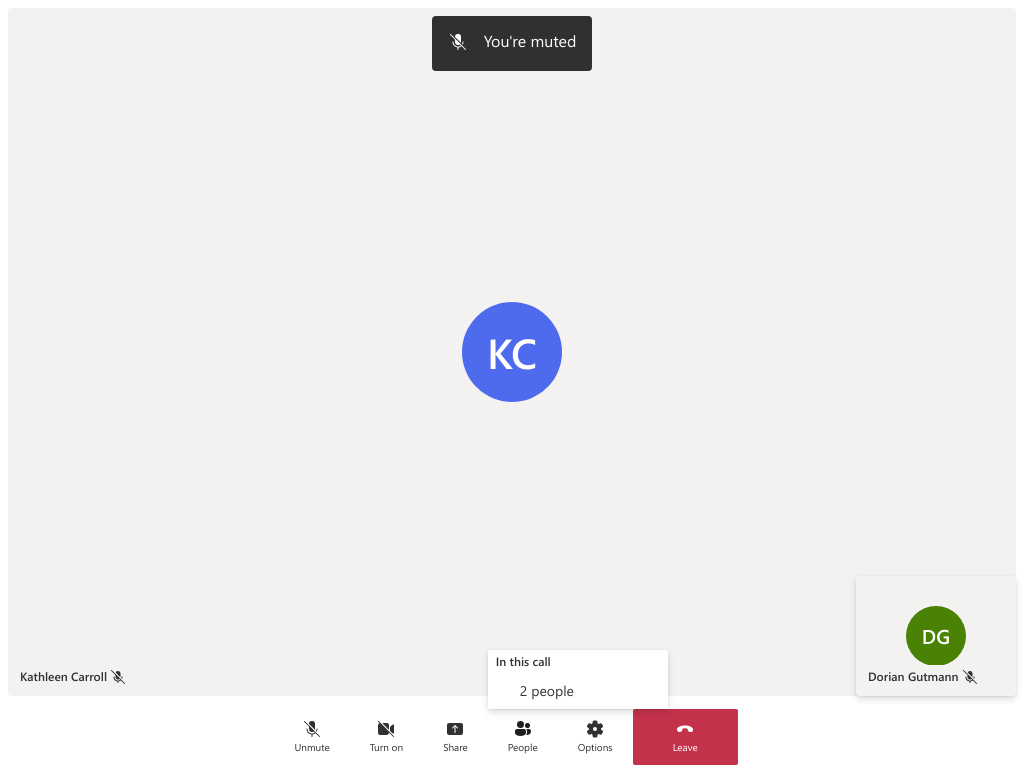 You're muted
KC
DG
Kathleen Carroll
Dorian Gutmann
In this call
2 people
Unmute
Turn on
Share
People
Options
Leave